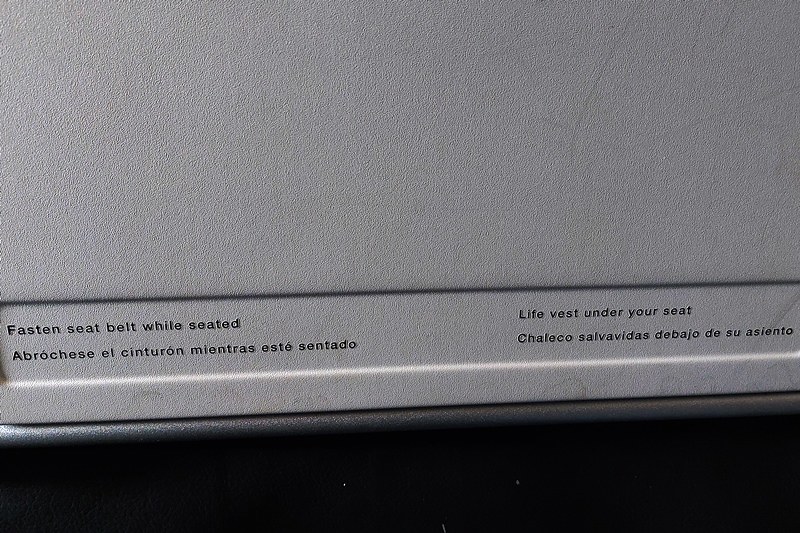 Fasten seat belt while seated
Abróchese el cinturón mientras esté sentado
Life vest under your seat
Chaleco salvavidas debajo de su asiento